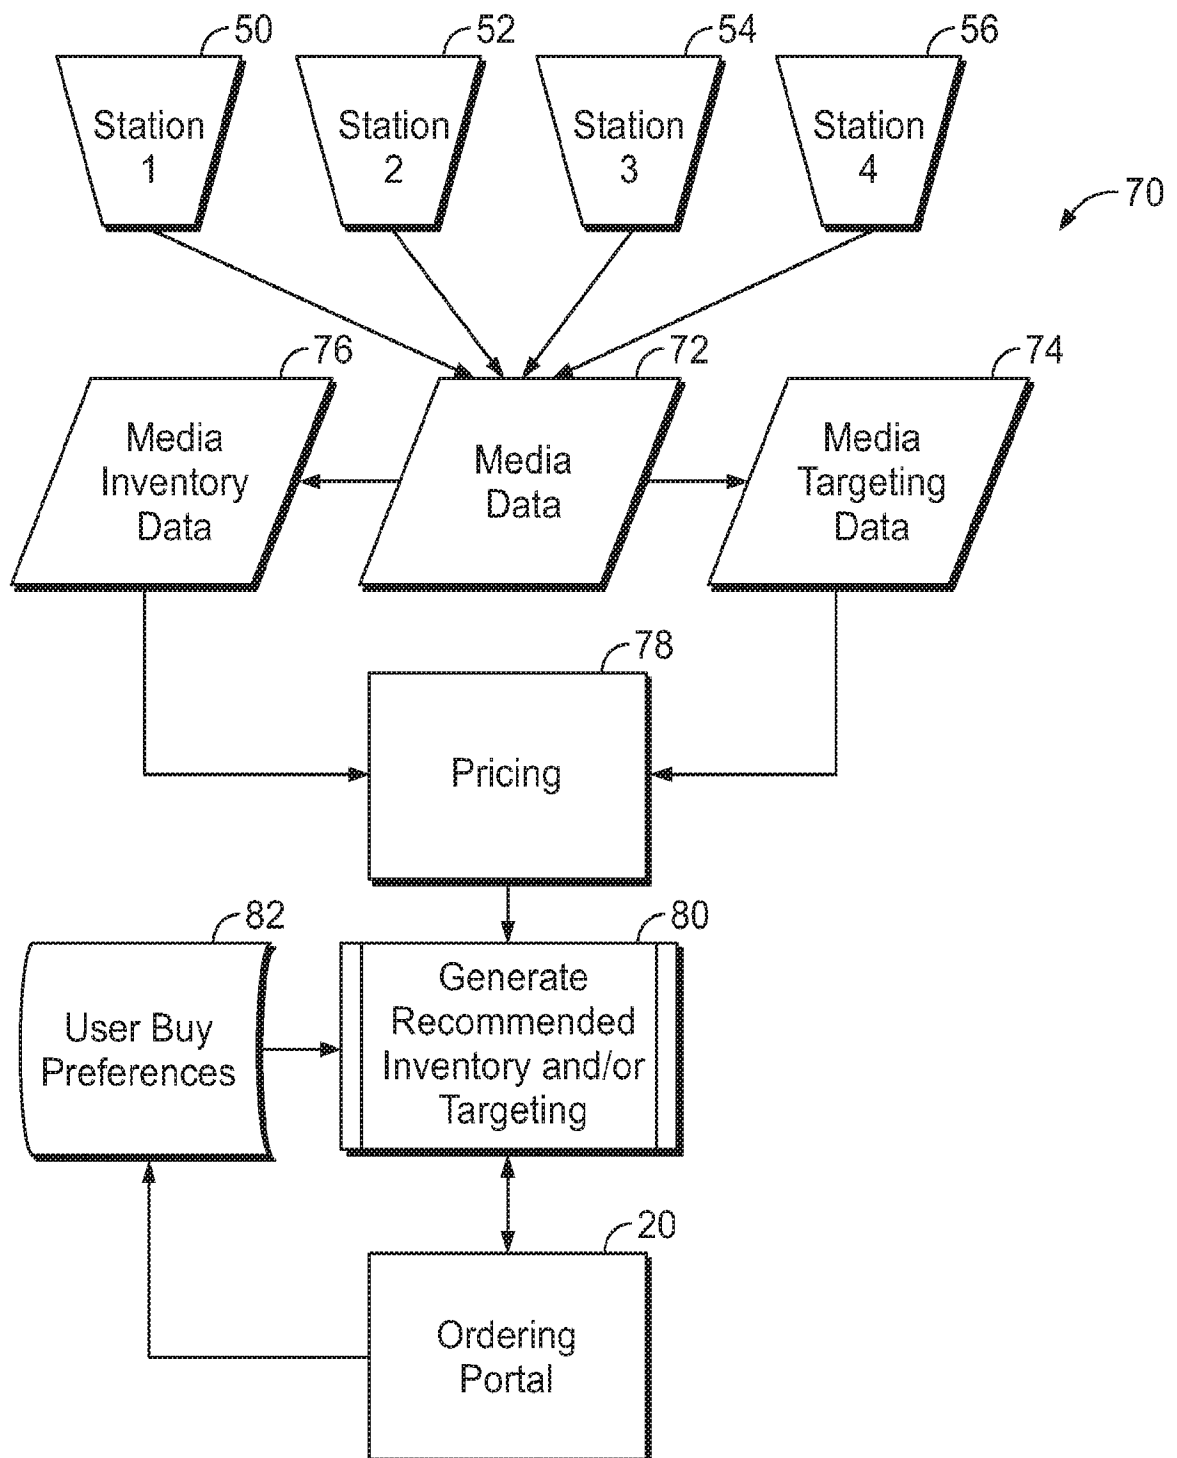 50
52
54
56
Station
1
Station
2
Station
3
Station
4
70
76
72
74
Media
Inventory
Data
Media
Data
Media
Targeting
Data
78
Pricing
82
80
User Buy
Preferences
Generate
Recommended
Inventory and/or
Targeting
20
Ordering
Portal